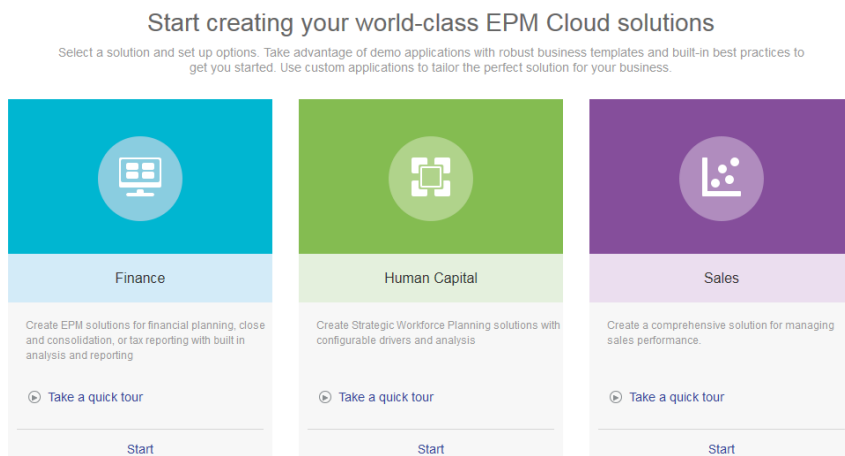 Start creating your world-class EPM Cloud solutions
Select a solution and set up options. Take advantage of demo applications with robust business templates and built-in best practices to
get you started. Use custom applications to tailor the perfect solution for your business.
Finance
Create EPM solutions for financial planning, close
and consolidation, or tax reporting with built in
analysis and reporting
Take a quick tour
Start
Human Capital
Create Strategic Workforce Planning solutions with
configurable drivers and analysis
Take a quick tour
Start
Sales
Create a comprehensive solution for managing
sales performance.
Take a quick tour
Start